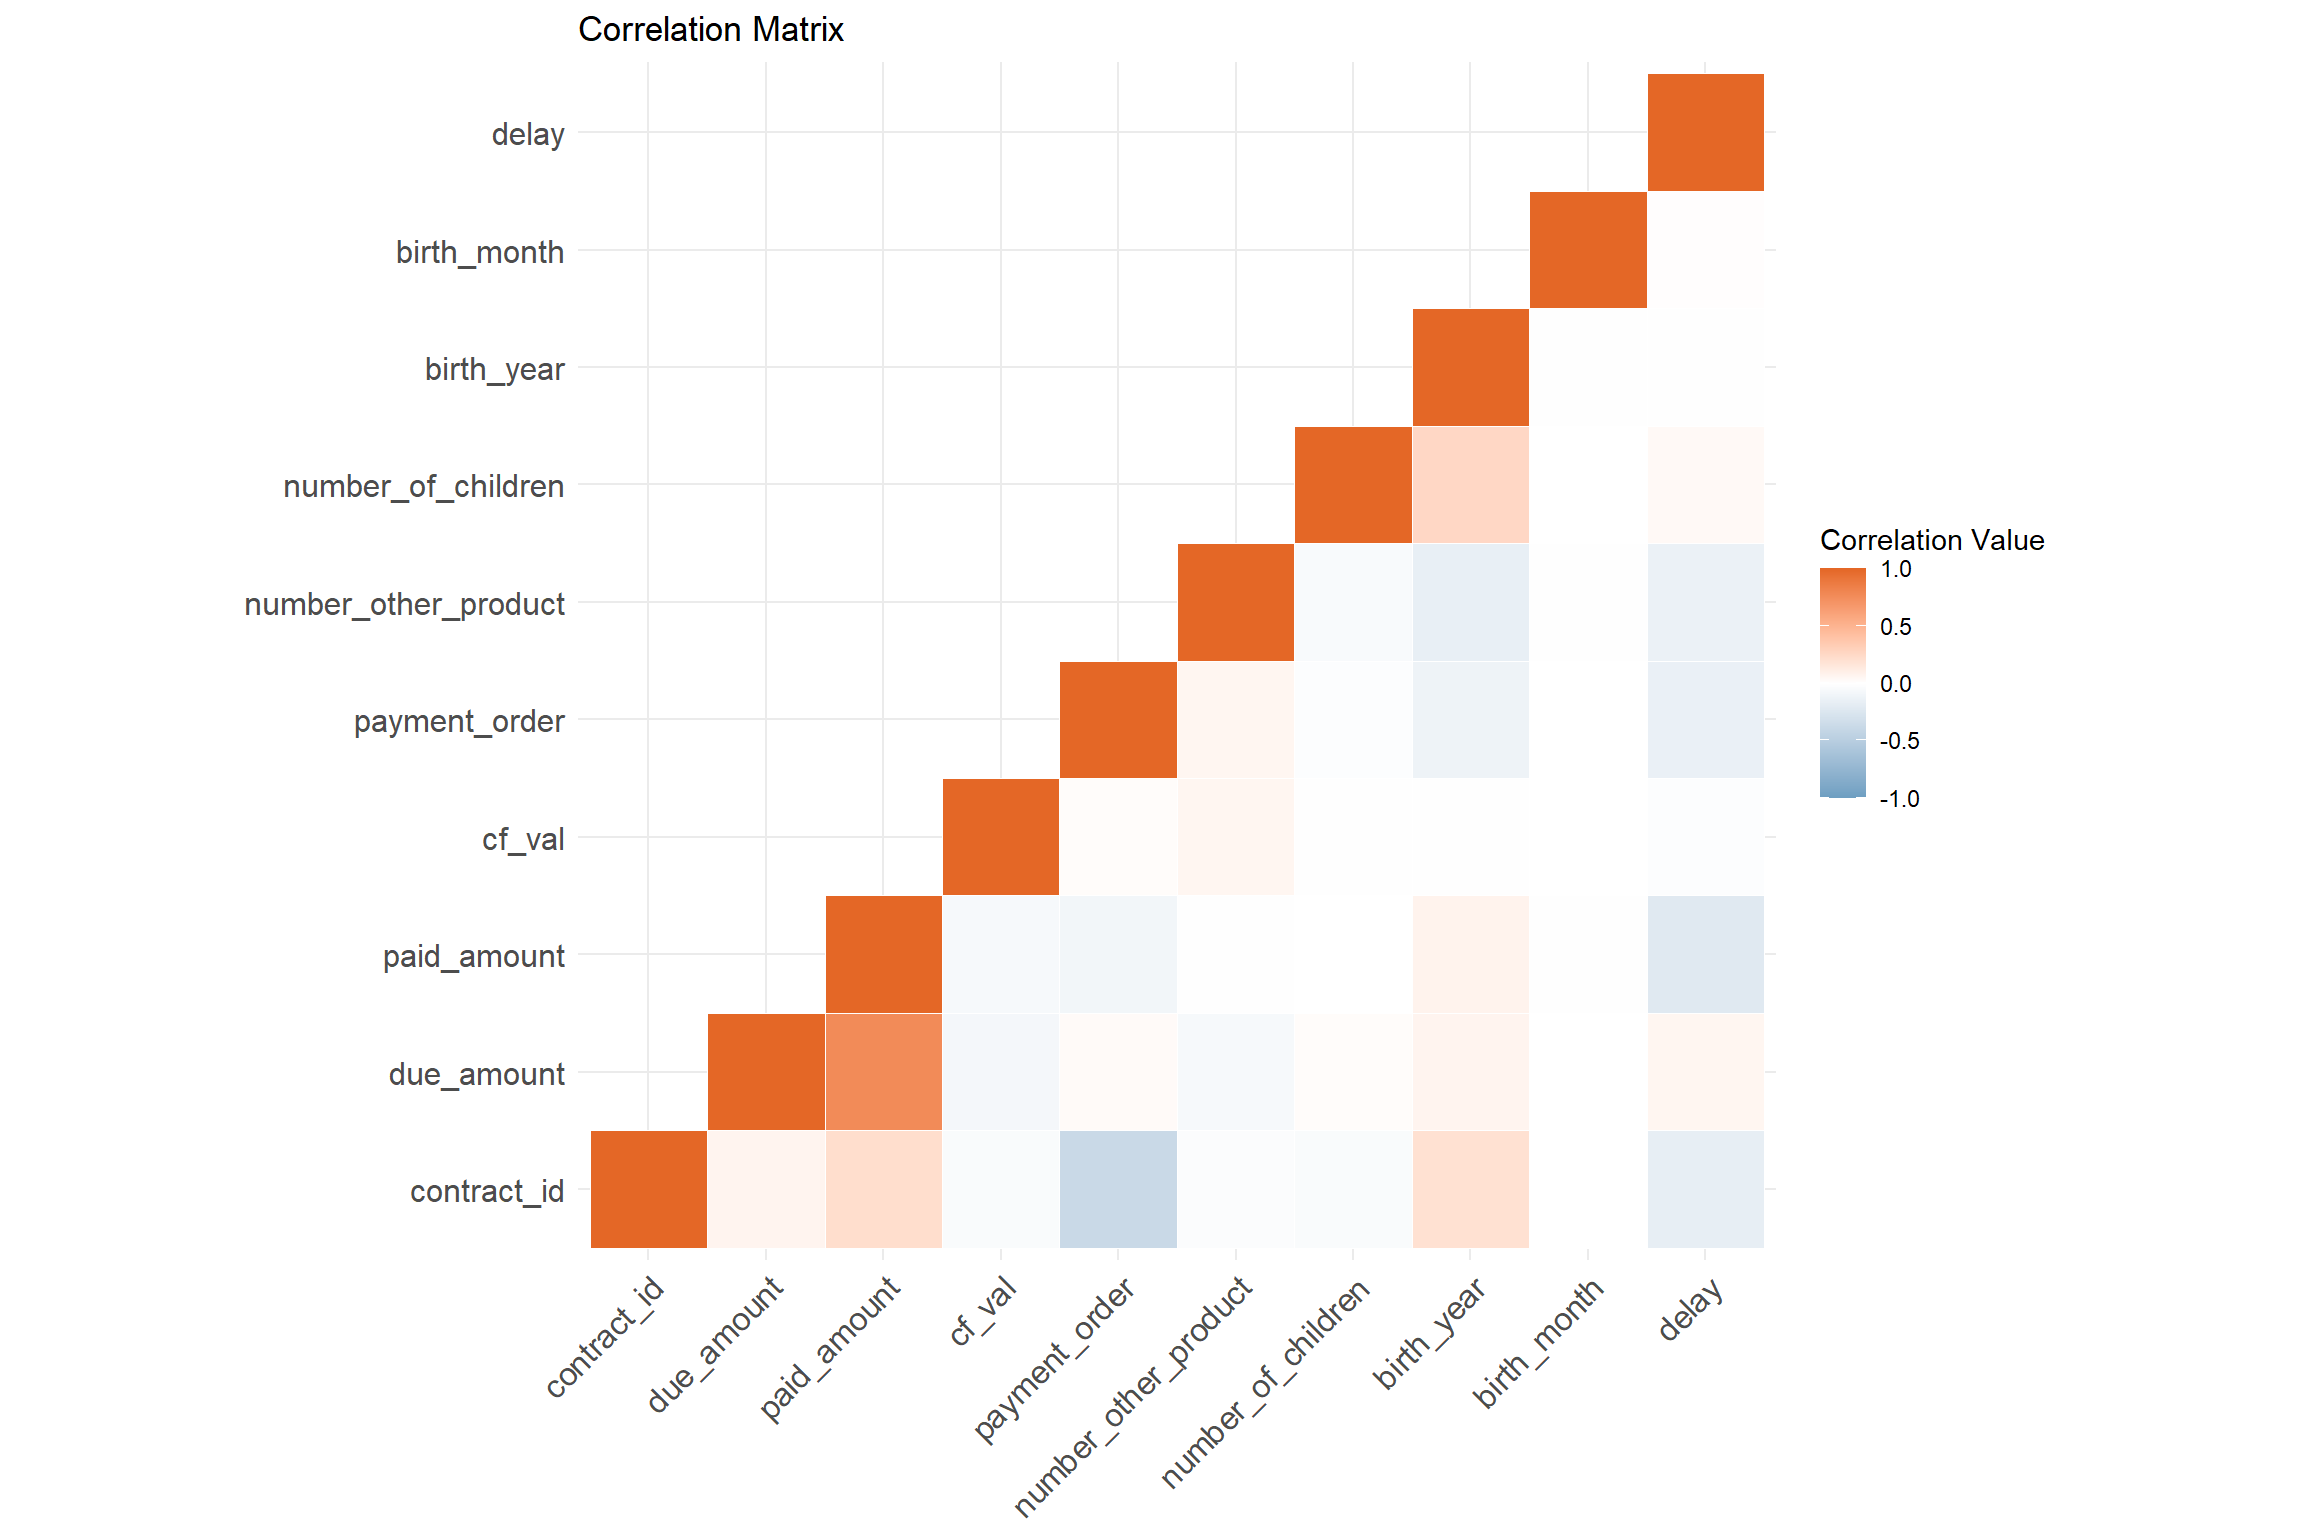 Correlation Matrix
delay
birth_month
birth_year
number_of_children
number_other_product
payment_order
cf_val
paid_amount
due_amount
contract_id
contract_id
due_amount
paid_amount
cf_val
payment_order
number_other_product
number_of_children
birth_year
birth_month
delay
Correlation Value
1.0
0.5
0.0
-0.5
-1.0